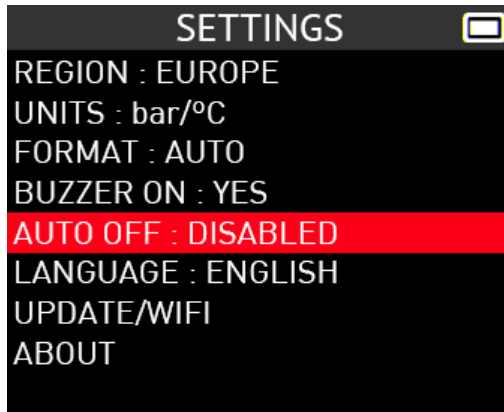 SETTINGS
REGION : EUROPE
UNITS : bar/ºC
FORMAT : AUTO
BUZZER ON : YES
AUTO OFF : DISABLED
LANGUAGE : ENGLISH
UPDATE/WIFI
ABOUT